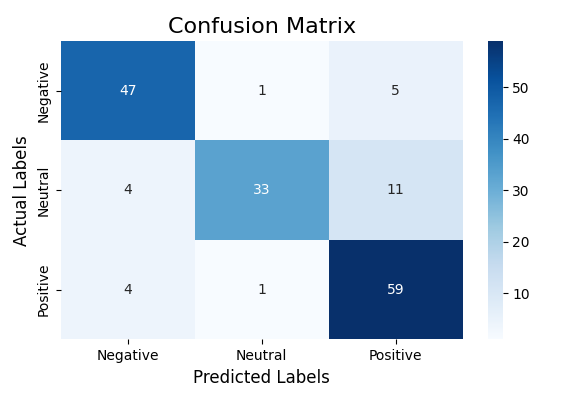 Confusion Matrix
Actual Labels
Negative
47
1
5
Neutral
4
33
11
Positive
4
1
59
Negative
Neutral
Positive
Predicted Labels
50
40
30
20
10